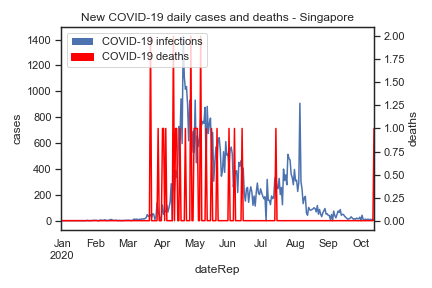 New COVID-19 daily cases and deaths - Singapore
COVID-19 infections
COVID-19 deaths
1400
1200
1000
800
600
400
200
0
cases
2.00
1.75
1.50
1.25
1.00
0.75
0.50
0.25
0.00
deaths
Jan Feb Mar Apr May Jun Jul Aug Sep Oct
2020
dateRep